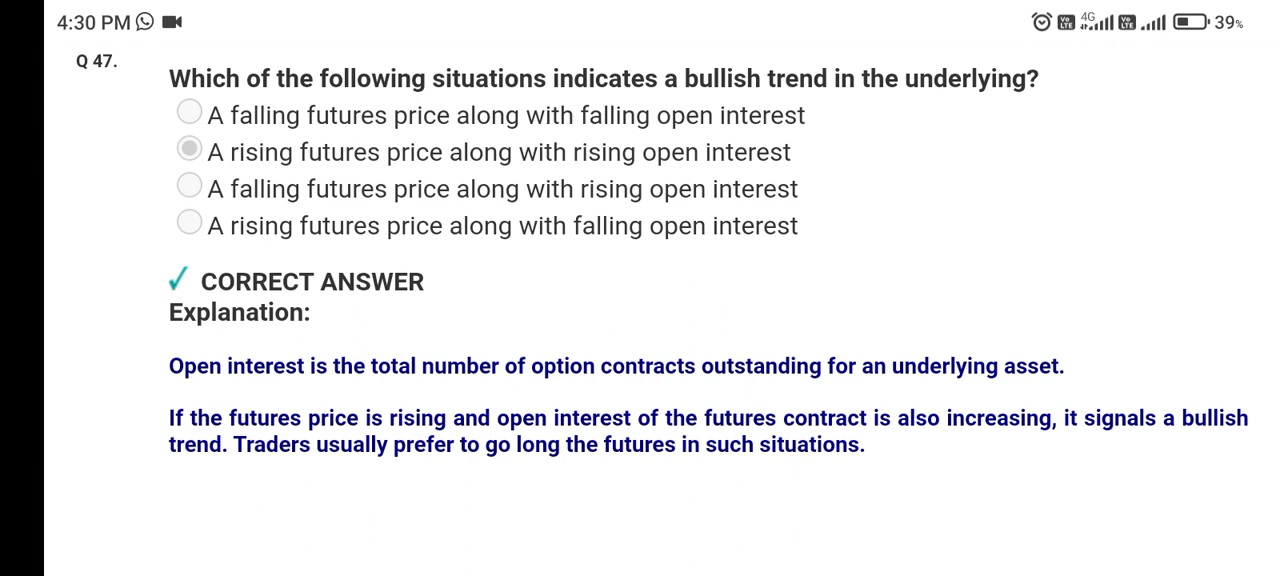 4:30 PM
4G
Vo LTE
Vo LTE
39%
Q 47.
Which of the following situations indicates a bullish trend in the underlying?
A falling futures price along with falling open interest
A rising futures price along with rising open interest
A falling futures price along with rising open interest
A rising futures price along with falling open interest
CORRECT ANSWER
Explanation:
Open interest is the total number of option contracts outstanding for an underlying asset.
If the futures price is rising and open interest of the futures contract is also increasing, it signals a bullish
trend. Traders usually prefer to go long the futures in such situations.